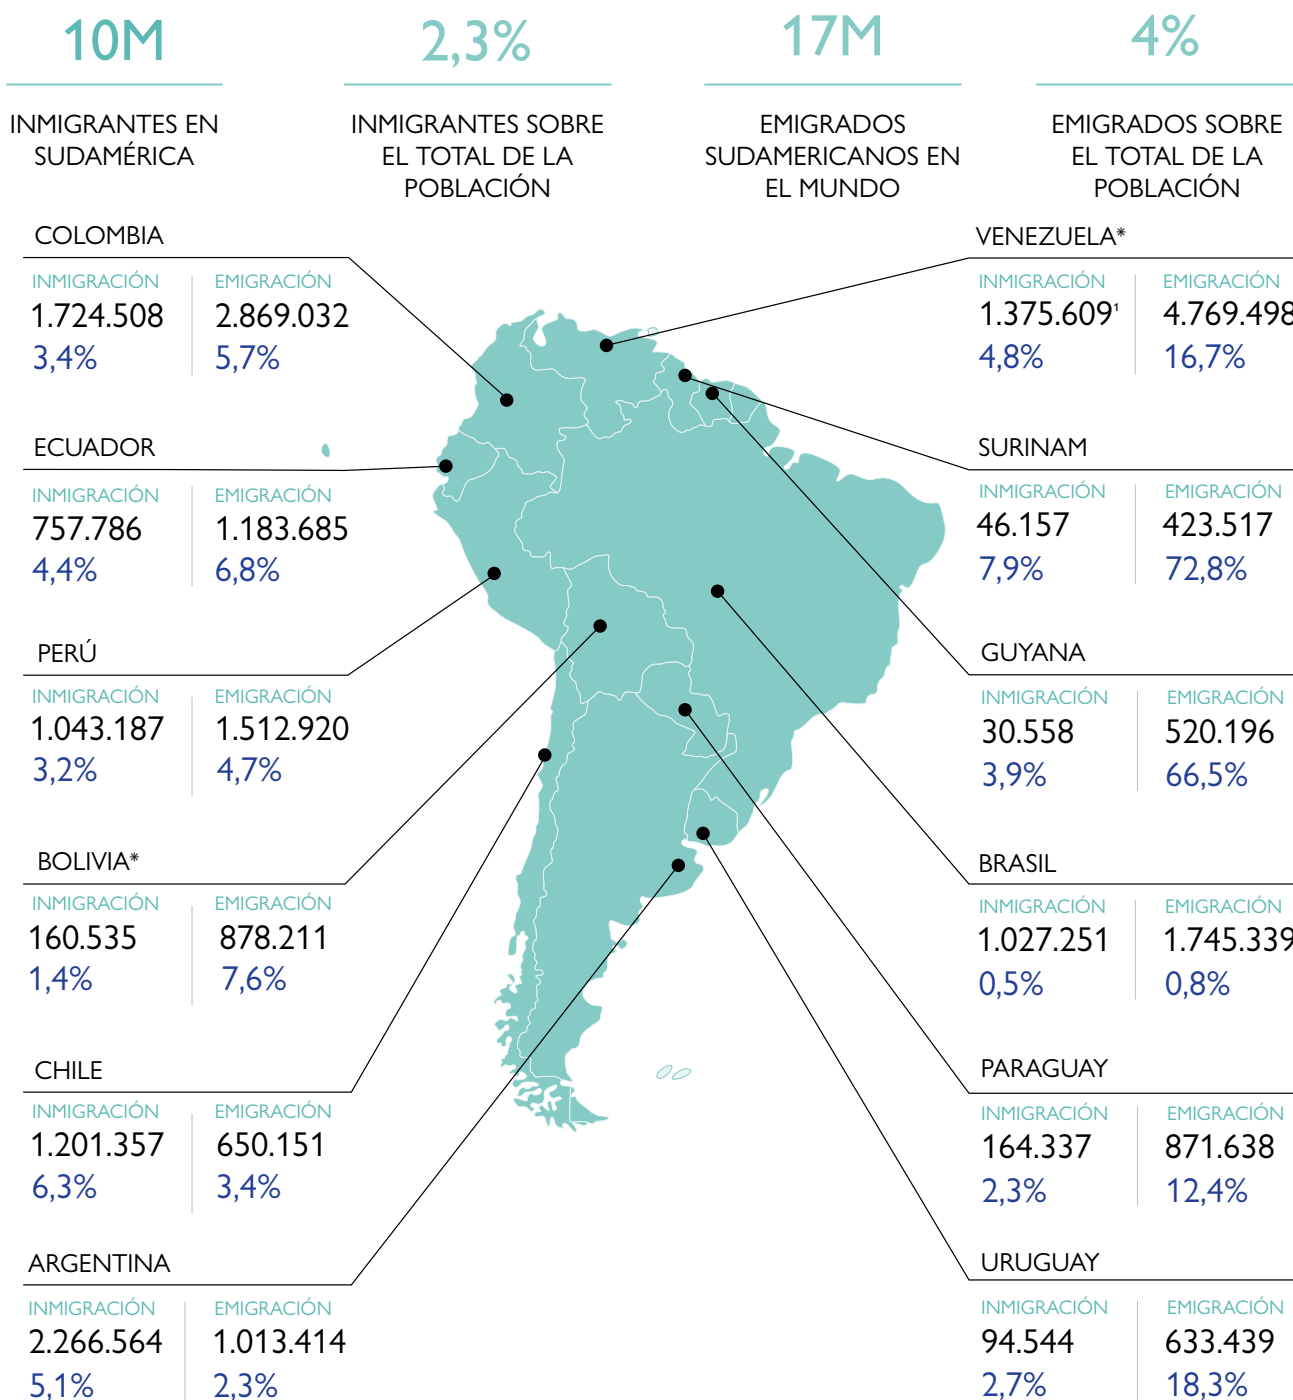 10M
INMIGRANTES EN
SUDAMÉRICA
2,3%
INMIGRANTES SOBRE
EL TOTAL DE LA
POBLACIÓN
17M
EMIGRADOS
SUDAMERICANOS EN
EL MUNDO
4%
EMIGRADOS SOBRE
EL TOTAL DE LA
POBLACIÓN
COLOMBIA
INMIGRACIÓN EMIGRACIÓN
1.724.508 2.869.032
3,4% 5,7%
ECUADOR
INMIGRACIÓN EMIGRACIÓN
757.786 1.183.685
4,4% 6,8%
PERÚ
INMIGRACIÓN EMIGRACIÓN
1.043.187 1.512.920
3,2% 4,7%
BOLIVIA*
INMIGRACIÓN EMIGRACIÓN
160.535 878.211
1,4% 7,6%
CHILE
INMIGRACIÓN EMIGRACIÓN
1.201.357 650.151
6,3% 3,4%
ARGENTINA
INMIGRACIÓN EMIGRACIÓN
2.266.564 1.013.414
5,1% 2,3%
VENEZUELA*
INMIGRACIÓN EMIGRACIÓN
1.375.609¹ 4.769.498
4,8% 16,7%
SURINAM
INMIGRACIÓN EMIGRACIÓN
46.157 423.517
7,9% 72,8%
GUYANA
INMIGRACIÓN EMIGRACIÓN
30.558 520.196
3,9% 66,5%
BRASIL
INMIGRACIÓN EMIGRACIÓN
1.027.251 1.745.339
0,5% 0,8%
PARAGUAY
INMIGRACIÓN EMIGRACIÓN
164.337 871.638
2,3% 12,4%
URUGUAY
INMIGRACIÓN EMIGRACIÓN
94.544 633.439
2,7% 18,3%